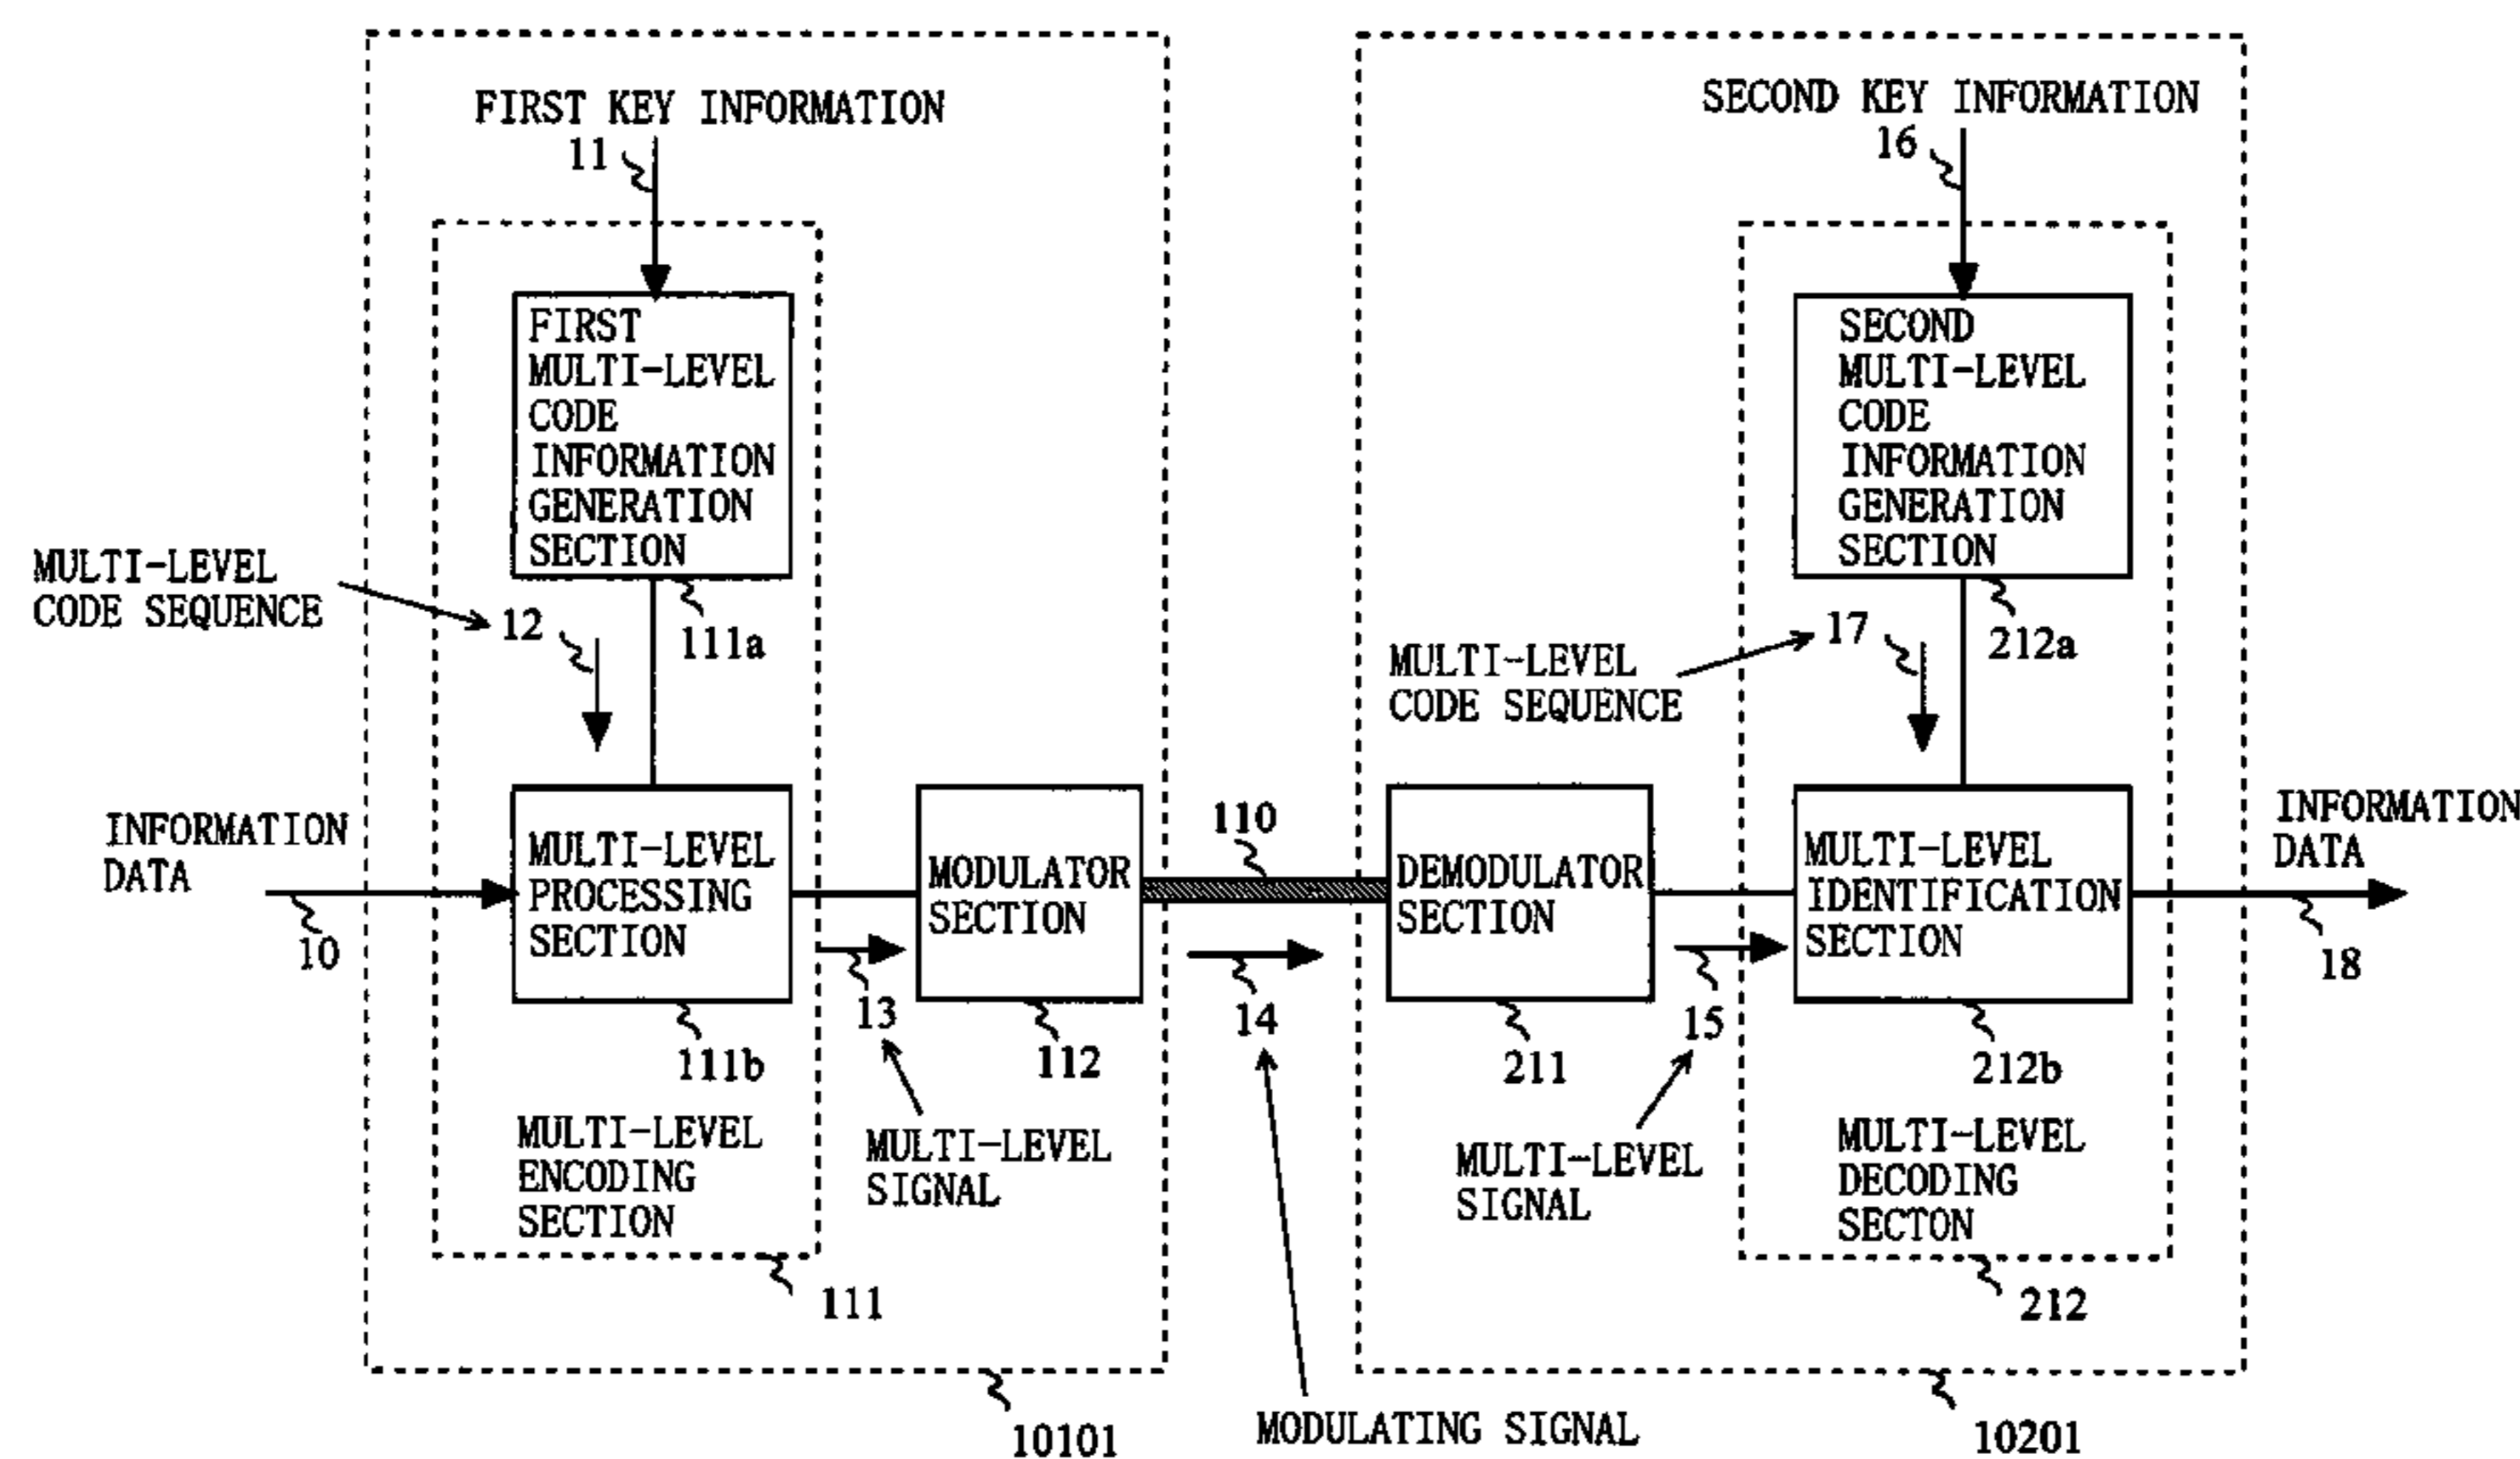 FIRST KEY INFORMATION
11
FIRST
MULTI-LEVEL
CODE
INFORMATION
GENERATION
SECTION
111a
MULTI-LEVEL
CODE SEQUENCE
12
INFORMATION
DATA
10
MULTI-LEVEL
PROCESSING
SECTION
111b
MULTI-LEVEL
ENCODING
SECTION
111
13
MULTI-LEVEL
SIGNAL
MODULATOR
SECTION
112
10101
110
14
MODULATING SIGNAL
SECOND KEY INFORMATION
16
SECOND
MULTI-LEVEL
CODE
INFORMATION
GENERATION
SECTION
212a
MULTI-LEVEL
CODE SEQUENCE
17
DEMODULATOR
SECTION
211
15
MULTI-LEVEL
SIGNAL
MULTI-LEVEL
IDENTIFICATION
SECTION
212b
MULTI-LEVEL
DECODING
SECTON
212
INFORMATION
DATA
18
10201